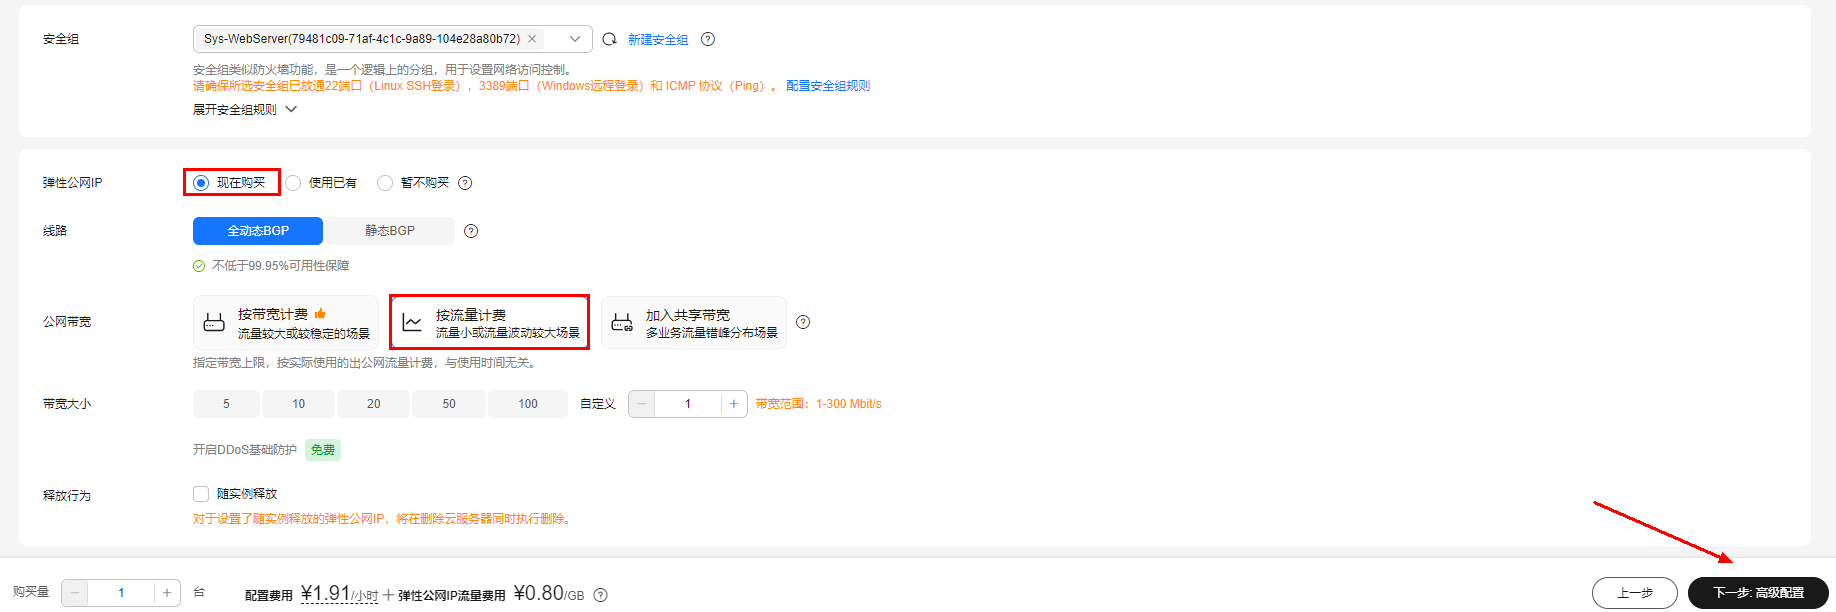 安全组
Sys-WebServer(79481c09-71af-4c1c-9a89-104e28a80b72)
新建安全组
安全组类似防火墙功能，是一个逻辑上的分组，用于设置网络访问控制。
请确保所选安全组已放通22端口（Linux SSH登录），3389端口（Windows远程登录）和 ICMP 协议（Ping）。 配置安全组规则
展开安全组规则
弹性公网IP 现在购买 使用已有 暂不购买
线路 全动态BGP 静态BGP
不低于99.95%可用性保障
公网带宽
按带宽计费
流量较大或较稳定的场景
按流量计费
流量小或流量波动较大场景
加入共享带宽
多业务流量错峰分布场景
指定带宽上限，按实际使用的出公网流量计费，与使用时间无关。
带宽大小 5 10 20 50 100 自定义 − 1 + 带宽范围：1-300 Mbit/s
开启DDoS基础防护 免费
释放行为 随实例释放
对于设置了随实例释放的弹性公网IP，将在删除云服务器同时执行删除。
购买量 − 1 + 台 配置费用 ¥1.91/小时 + 弹性公网IP流量费用 ¥0.80/GB
上一步 下一步: 高级配置